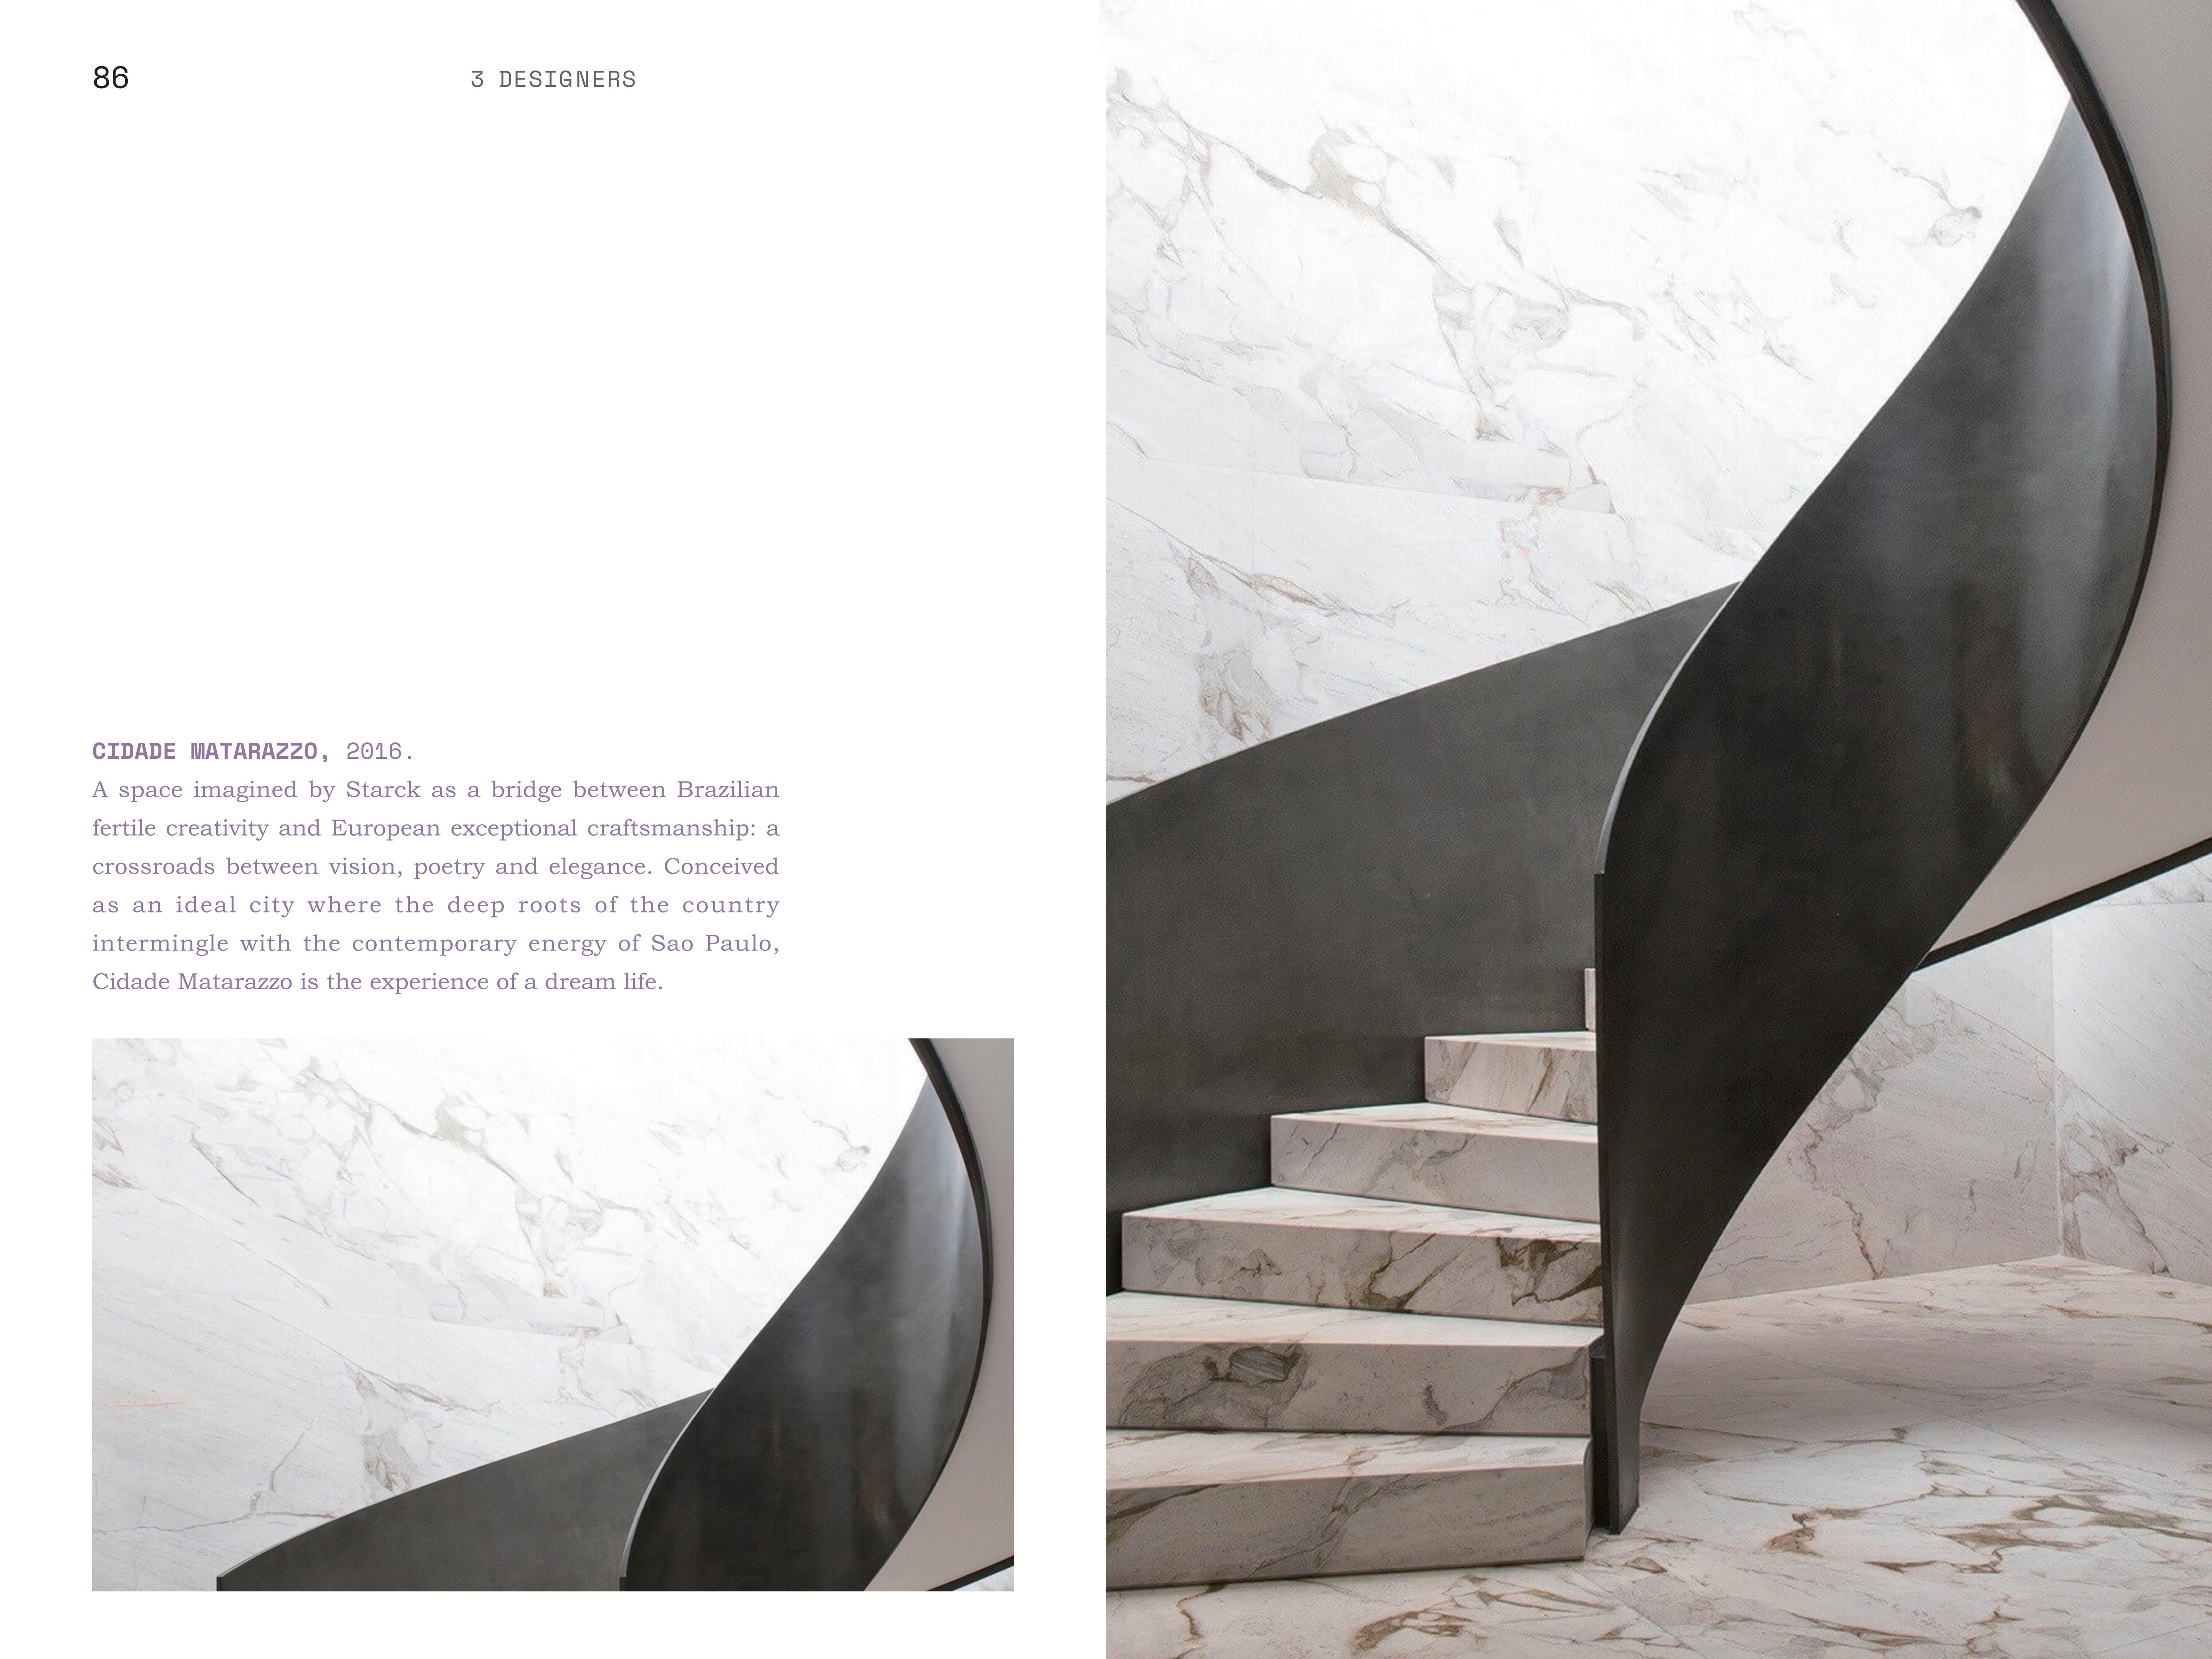 86
3 DESIGNERS
CIDADE MATARAZZO, 2016.
A space imagined by Starck as a bridge between Brazilian
fertile creativity and European exceptional craftsmanship: a
crossroads between vision, poetry and elegance. Conceived
as an ideal city where the deep roots of the country
intermingle with the contemporary energy of Sao Paulo,
Cidade Matarazzo is the experience of a dream life.